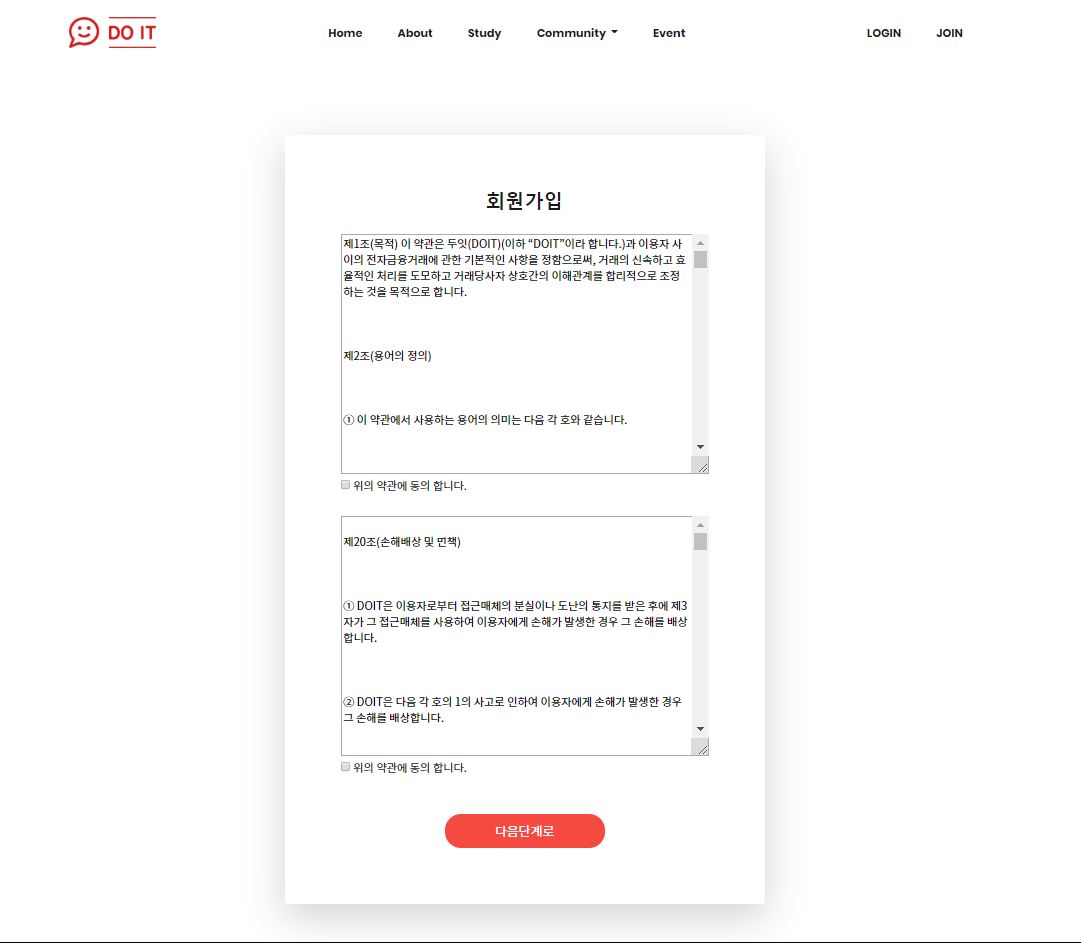 DO IT
Home About Study Community Event LOGIN JOIN
회원가입
제1조(목적) 이 약관은 두잇(DOIT)(이하 “DOIT”이라 합니다.)과 이용자 사
이의 전자금융거래에 관한 기본적인 사항을 정함으로써, 거래의 신속하고 효
율적인 처리를 도모하고 거래당사자 상호간의 이해관계를 합리적으로 조정
하는 것을 목적으로 합니다.
제2조(용어의 정의)
① 이 약관에서 사용하는 용어의 의미는 다음 각 호와 같습니다.
위의 약관에 동의 합니다.
제20조(손해배상 및 면책)
① DOIT은 이용자로부터 접근매체의 분실이나 도난의 통지를 받은 후에 제3
자가 그 접근매체를 사용하여 이용자에게 손해가 발생한 경우 그 손해를 배상
합니다.
② DOIT은 다음 각 호의 1의 사고로 인하여 이용자에게 손해가 발생한 경우
그 손해를 배상합니다.
위의 약관에 동의 합니다.
다음단계로